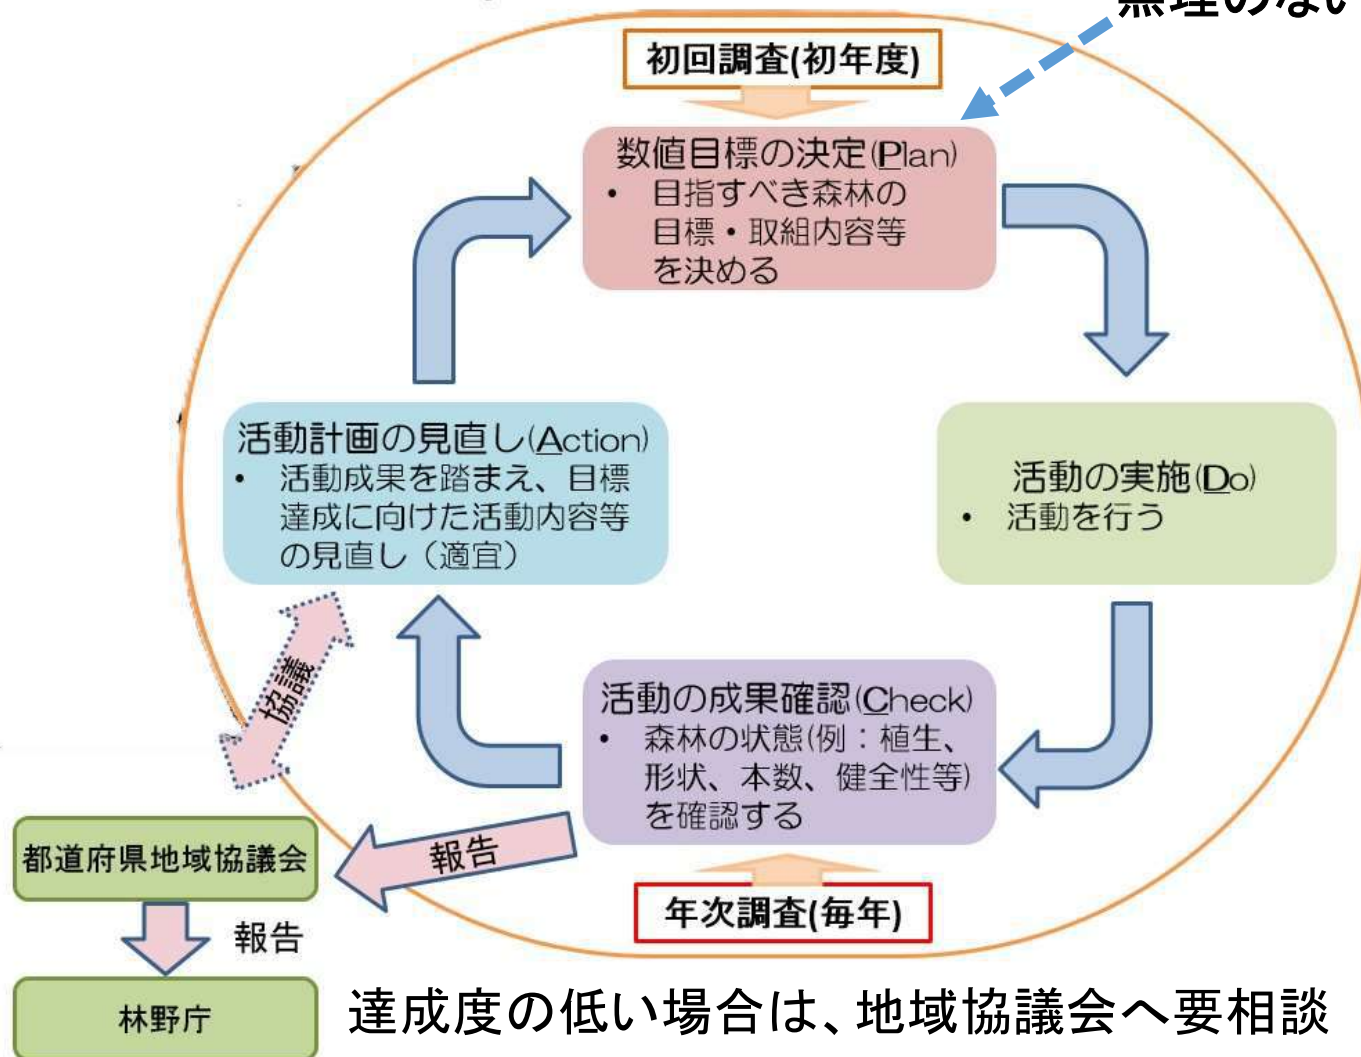 無理のない
初回調査(初年度)
数値目標の決定(Plan)
• 目指すべき森林の
目標・取組内容等
を決める
活動計画の見直し(Action)
• 活動成果を踏まえ、目標
達成に向けた活動内容等
の見直し（適宜）
活動の実施(Do)
• 活動を行う
協議
活動の成果確認(Check)
• 森林の状態(例：植生、
形状、本数、健全性等)
を確認する
報告
都道府県地域協議会
年次調査(毎年)
報告
林野庁
達成度の低い場合は、地域協議会へ要相談